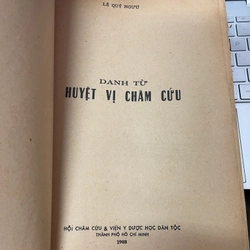 LÊ QUÝ NGƯU
DANH TỪ
HUYỆT VỊ CHÂM CỨU
HỘI CHÂM CỨU & VIỆN Y DƯỢC HỌC DÂN TỘC
THÀNH PHỐ HỒ CHÍ MINH
1988